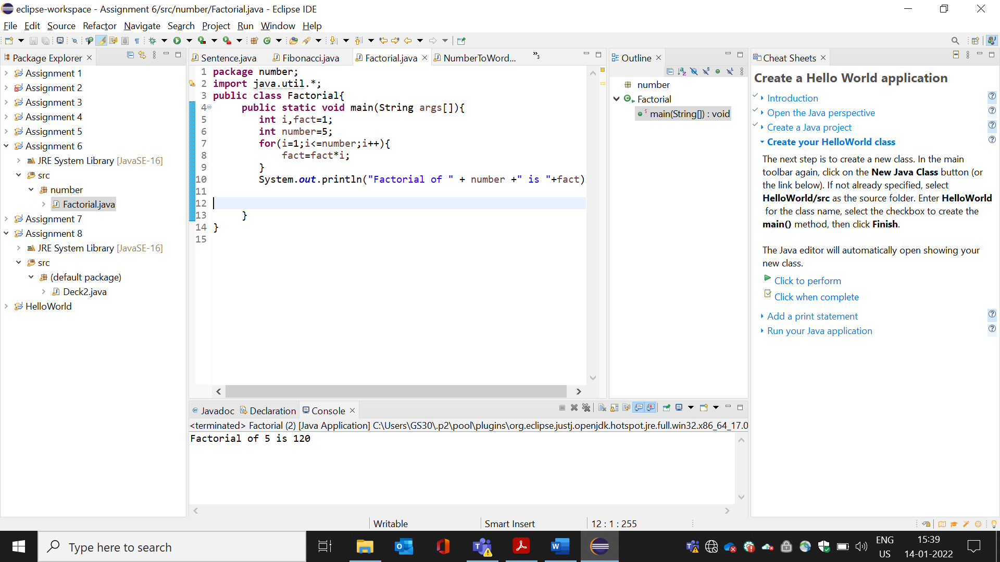 eclipse-workspace - Assignment 6/src/number/Factorial.java - Eclipse IDE
File Edit Source Refactor Navigate Search Project Run Window Help
Package Explorer
Assignment 1
Assignment 2
Assignment 3
Assignment 4
Assignment 5
Assignment 6
JRE System Library [JavaSE-16]
src
number
Factorial.java
Assignment 7
Assignment 8
JRE System Library [JavaSE-16]
src
(default package)
Deck2.java
HelloWorld
Sentence.java Fibonacci.java Factorial.java NumberToWord... »3
1 package number;
2 import java.util.*;
3 public class Factorial{
4 public static void main(String args[]){
5 int i,fact=1;
6 int number=5;
7 for(i=1;i<=number;i++){
8 fact=fact*i;
9 }
10 System.out.println("Factorial of " + number +" is "+fact)
11
12
13 }
14 }
15
Outline
number
Factorial
main(String[]) : void
Cheat Sheets
Create a Hello World application
Introduction
Open the Java perspective
Create a Java project
Create your HelloWorld class
The next step is to create a new class. In the main
toolbar again, click on the New Java Class button (or
the link below). If not already specified, select
HelloWorld/src as the source folder. Enter HelloWorld
for the class name, select the checkbox to create the
main() method, then click Finish.
The Java editor will automatically open showing your
new class.
Click to perform
Click when complete
Add a print statement
Run your Java application
@ Javadoc Declaration Console
<terminated> Factorial (2) [Java Application] C:\Users\GS30\.p2\pool\plugins\org.eclipse.justj.openjdk.hotspot.jre.full.win32.x86_64_17.0
Factorial of 5 is 120
Writable Smart Insert 12 : 1 : 255
Type here to search
ENG
US
15:39
14-01-2022